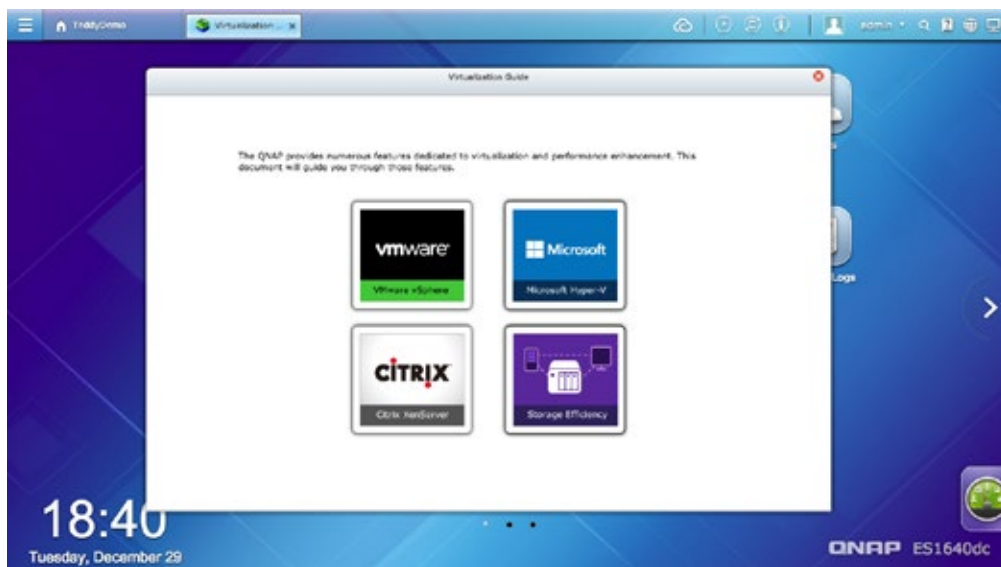 TeddyDemo
Virtualization ...
admin
Virtualization Guide
The QNAP provides numerous features dedicated to virtualization and performance enhancement. This
document will guide you through those features.
vmware
VMware vSphere
Microsoft
Microsoft Hyper-V
CITRIX
Citrix XenServer
Storage Efficiency
Logs
18:40
Tuesday, December 29
QNAP ES1640dc